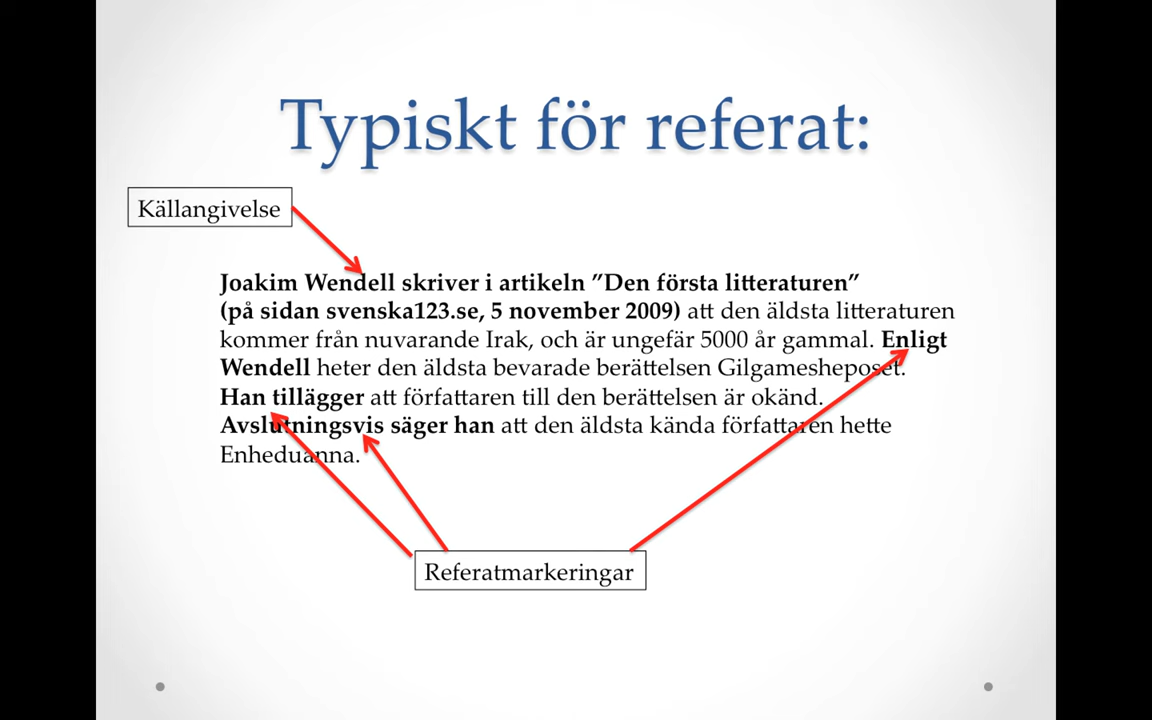 Typiskt för referat:
Källangivelse
Joakim Wendell skriver i artikeln ”Den första litteraturen”
(på sidan svenska123.se, 5 november 2009) att den äldsta litteraturen
kommer från nuvarande Irak, och är ungefär 5000 år gammal. Enligt
Wendell heter den äldsta bevarade berättelsen Gilgamesheposet.
Han tillägger att författaren till den berättelsen är okänd.
Avslutningsvis säger han att den äldsta kända författaren hette
Enheduanna.
Referatmarkeringar